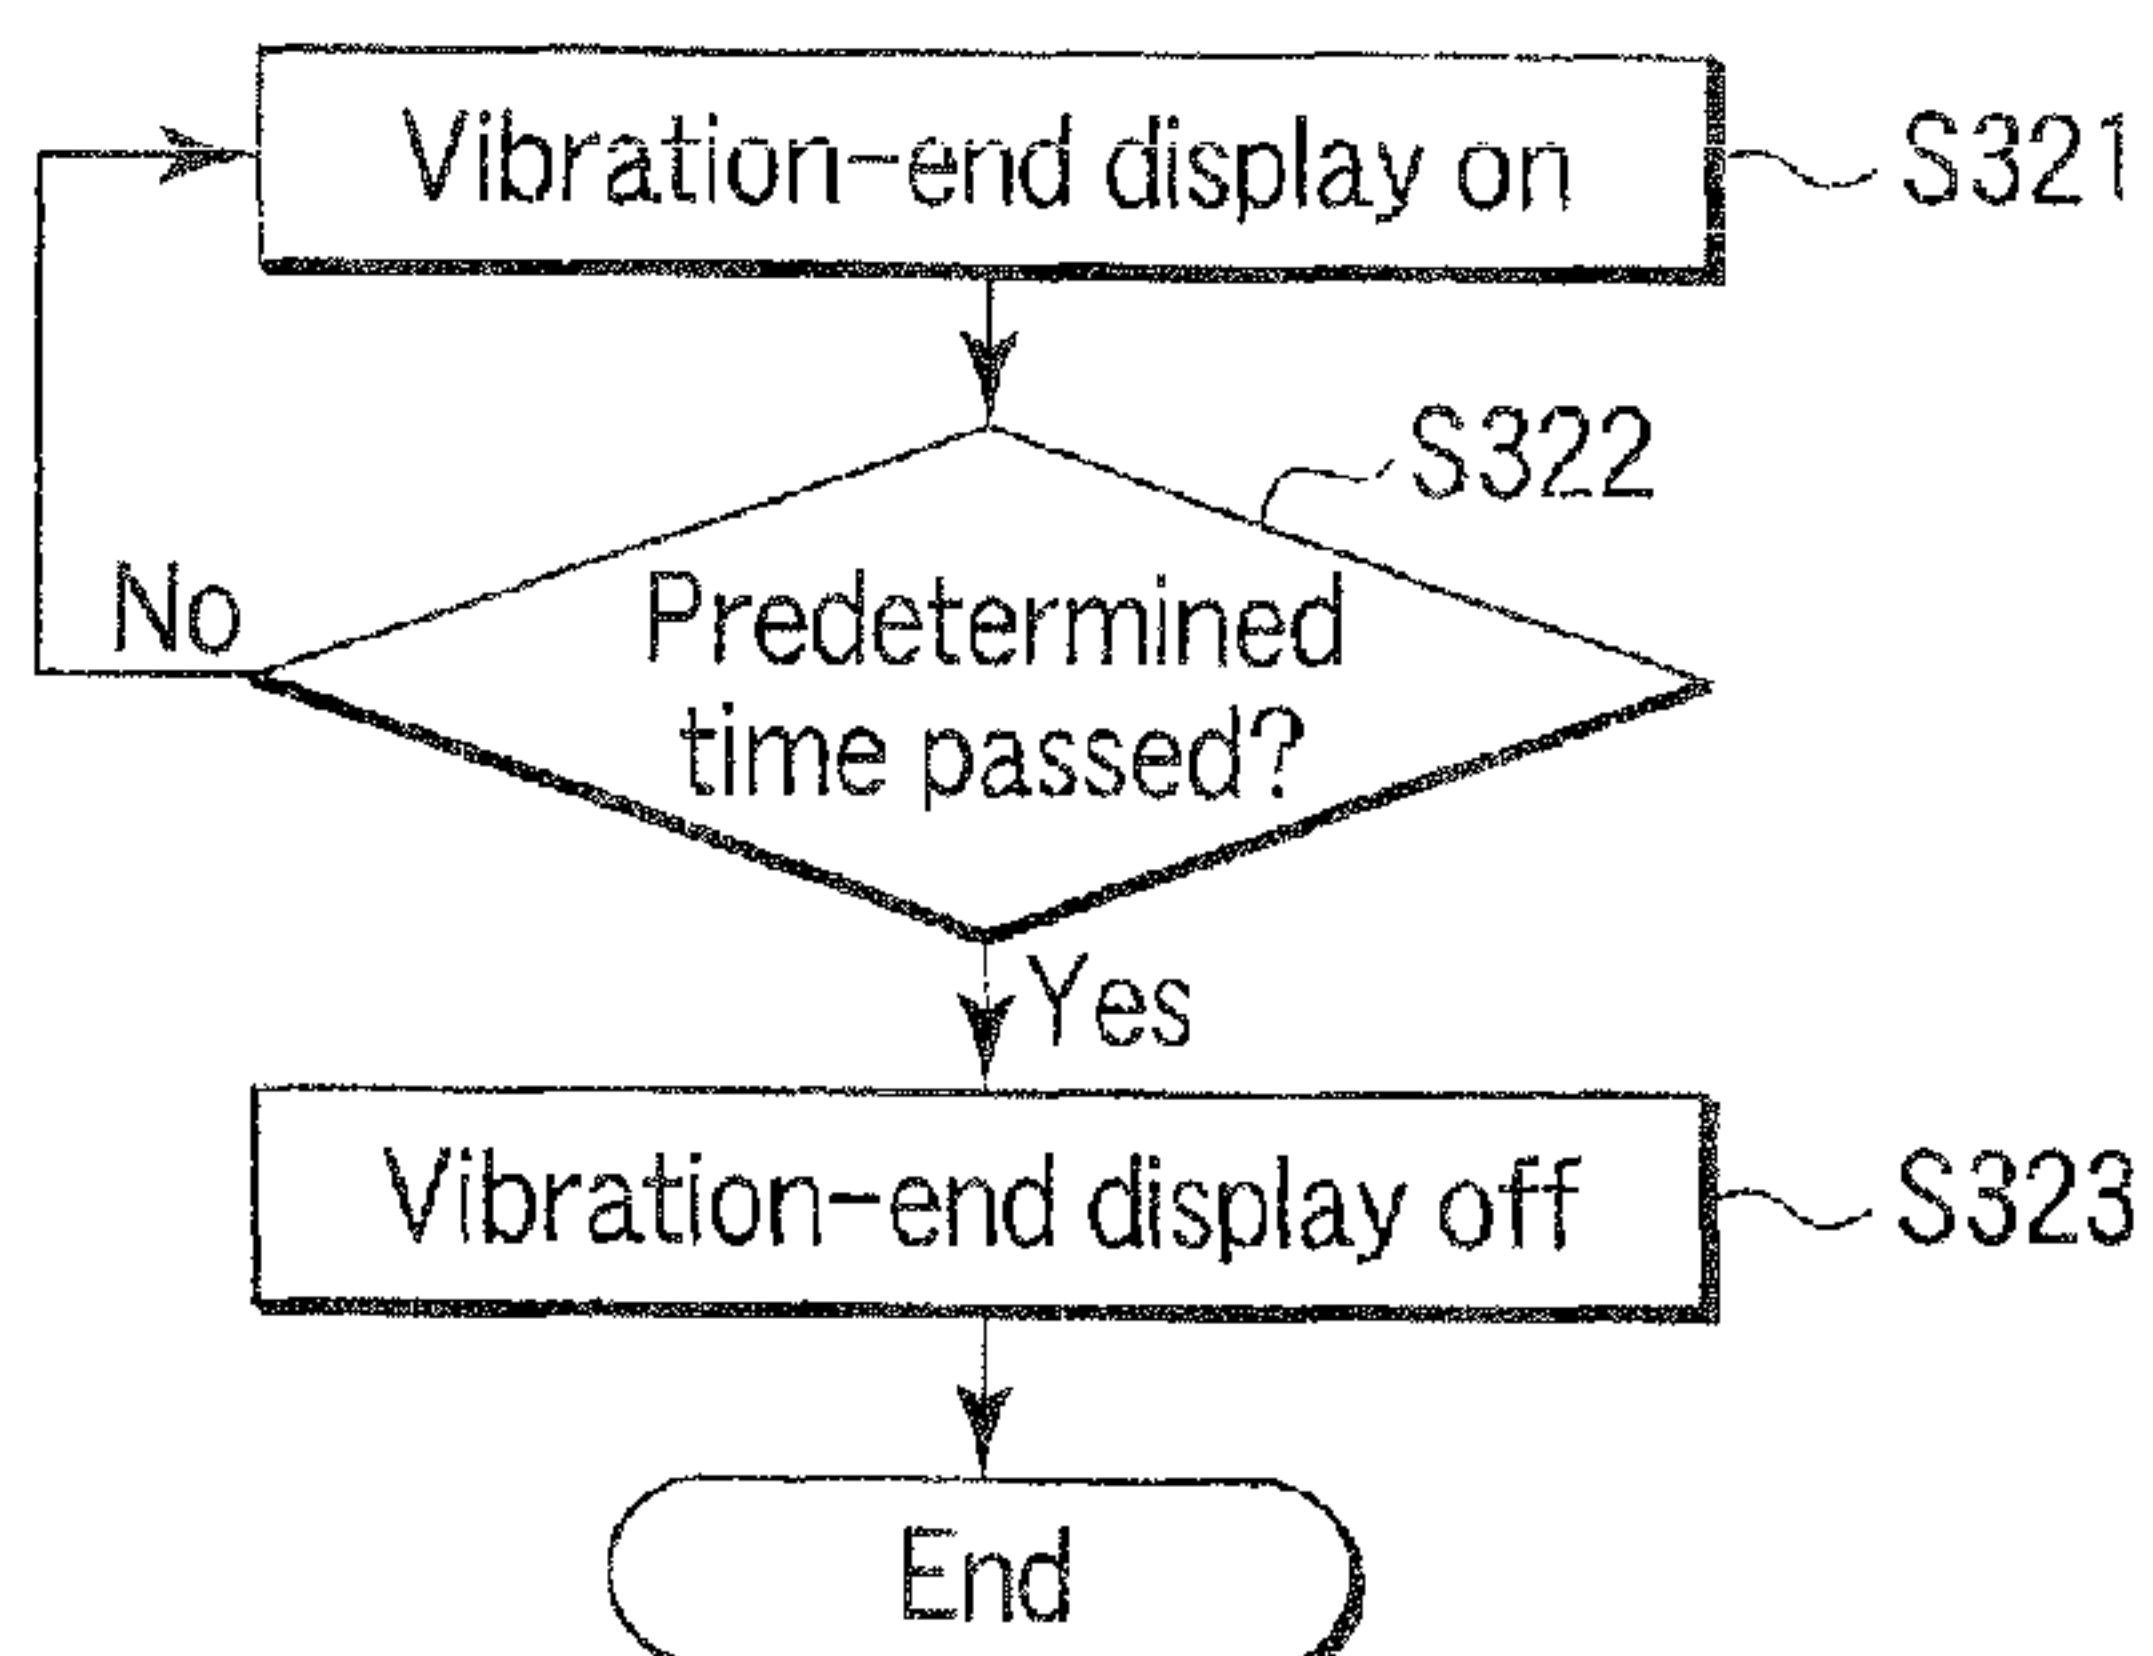 Vibration-end display on
S321
S322
No
Predetermined
time passed?
Yes
Vibration-end display off
S323
End